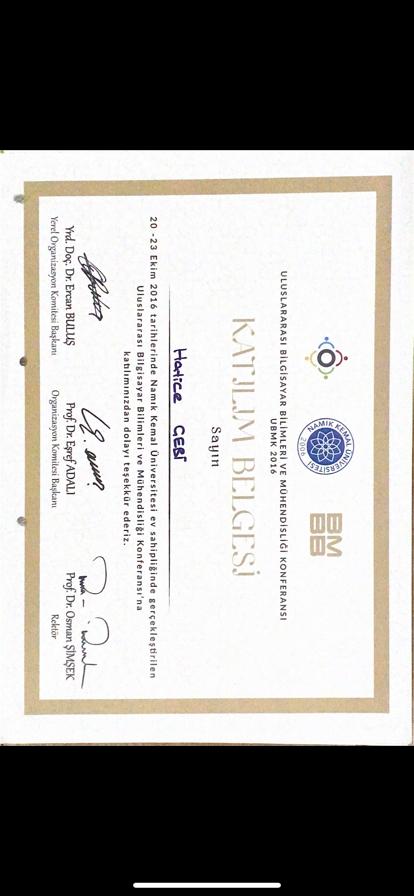 NAMIK KEMAL ÜNİVERSİTESİ
2006
BM
BB
ULUSLARARASI BİLGİSAYAR BİLİMLERİ VE MÜHENDİSLİĞİ KONFERANSI
UBMK 2016
KATILIM BELGESİ
Sayın
Hatice GEBİ
20 -23 Ekim 2016 tarihlerinde Namık Kemal Üniversitesi ev sahipliğinde gerçekleştirilen
Uluslararası Bilgisayar Bilimleri ve Mühendisliği Konferansı'na
katılımınızdan dolayı teşekkür ederiz.
Yrd. Doç. Dr. Ercan BULUŞ
Yerel Organizasyon Komitesi Başkanı
Prof. Dr. Eşref ADALI
Organizasyon Komitesi Başkanı
Prof. Dr. Osman ŞİMŞEK
Rektör